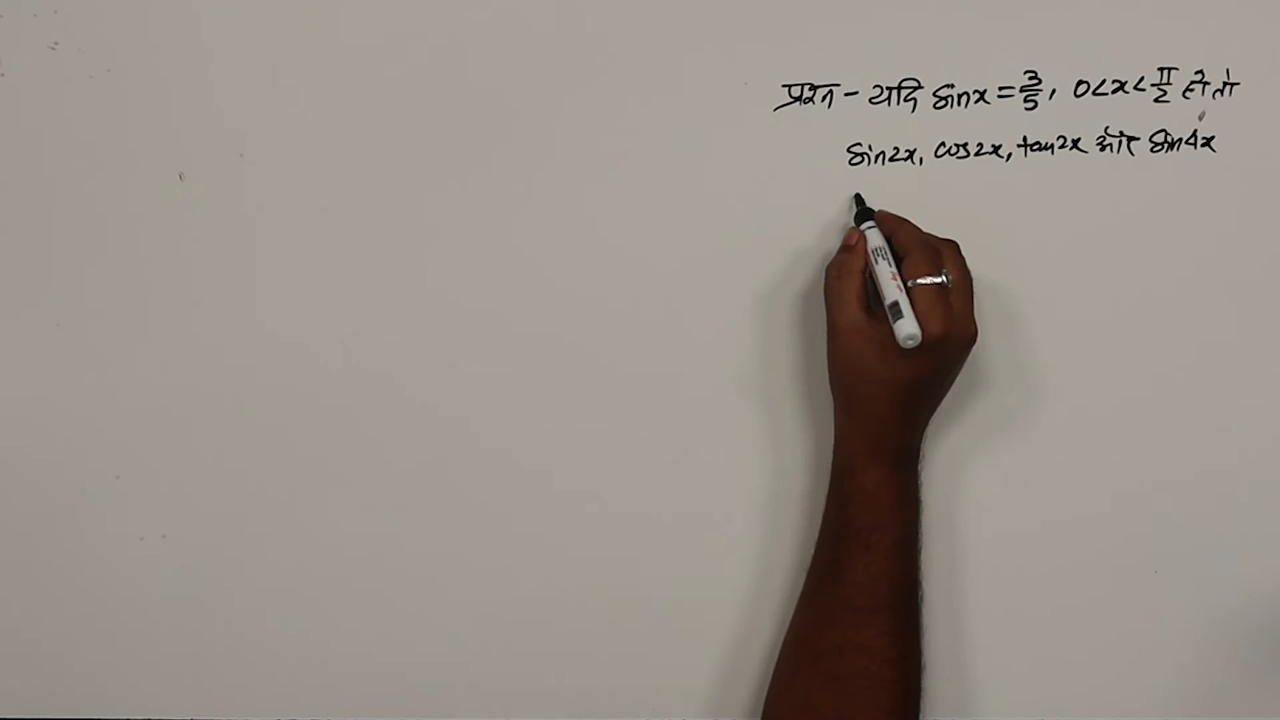 प्रश्न - यदि sinx = 3/5, 0<x<π/2 हो तो
sin2x, cos2x, tan2x और sin4x